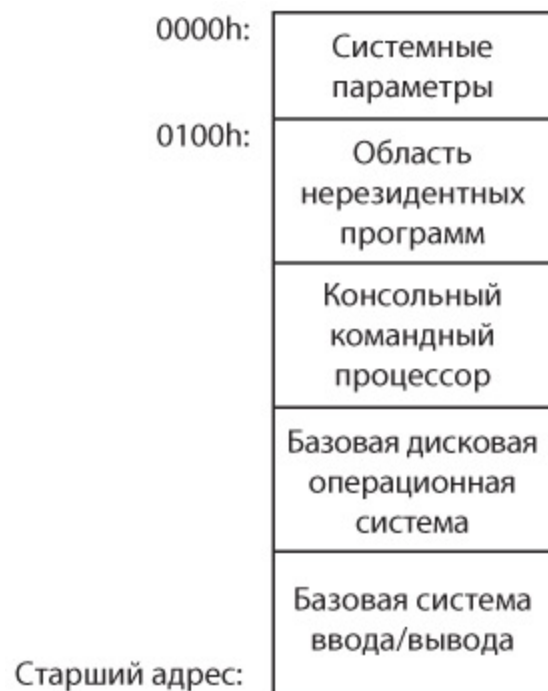 0000h:
Системные
параметры
0100h:
Область
нерезидентных
программ
Консольный
командный
процессор
Базовая дисковая
операционная
система
Базовая система
ввода/вывода
Старший адрес: